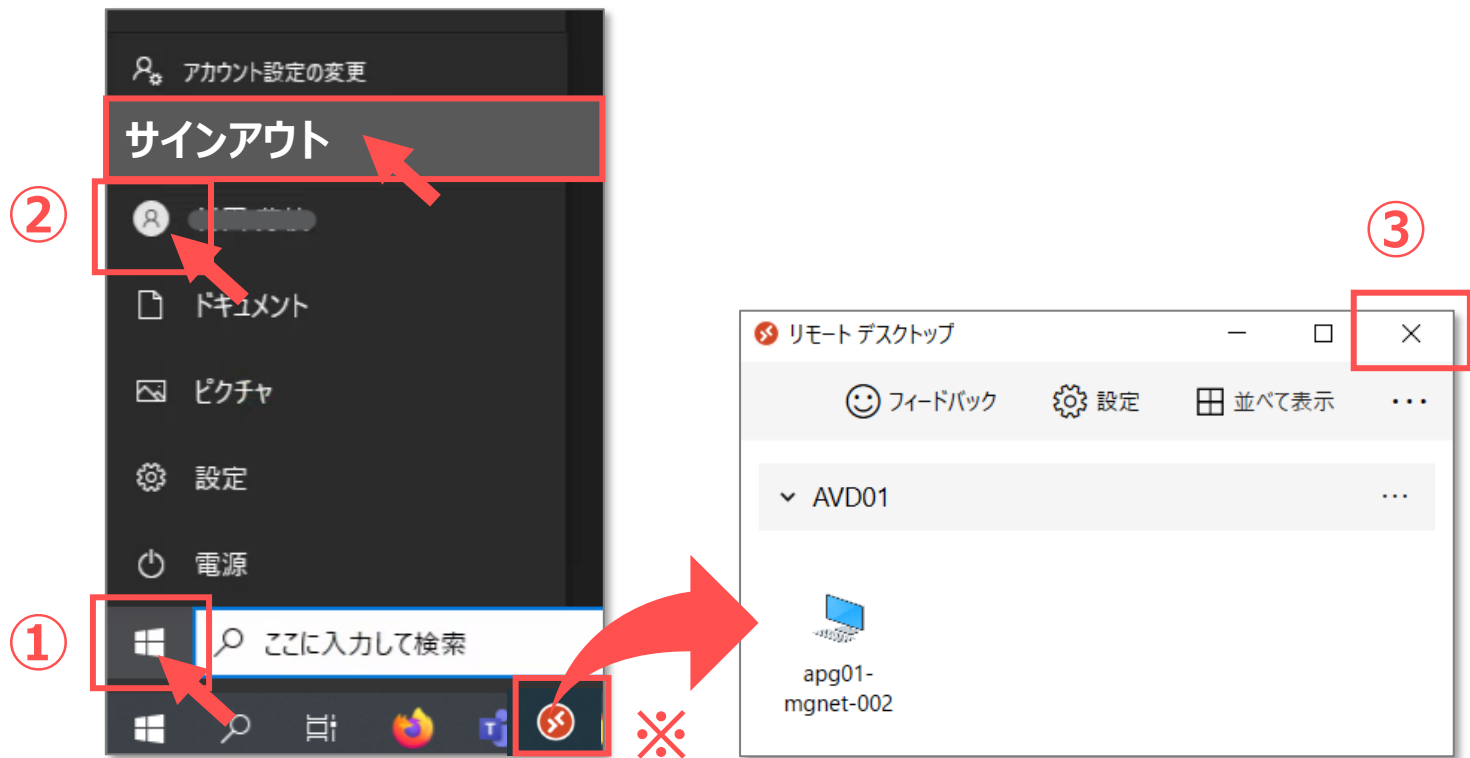 アカウント設定の変更
サインアウト
②
ドキュメント
ピクチャ
設定
電源
①
ここに入力して検索
※
③
リモート デスクトップ
フィードバック
設定
並べて表示
AVD01
apg01-
mgnet-002